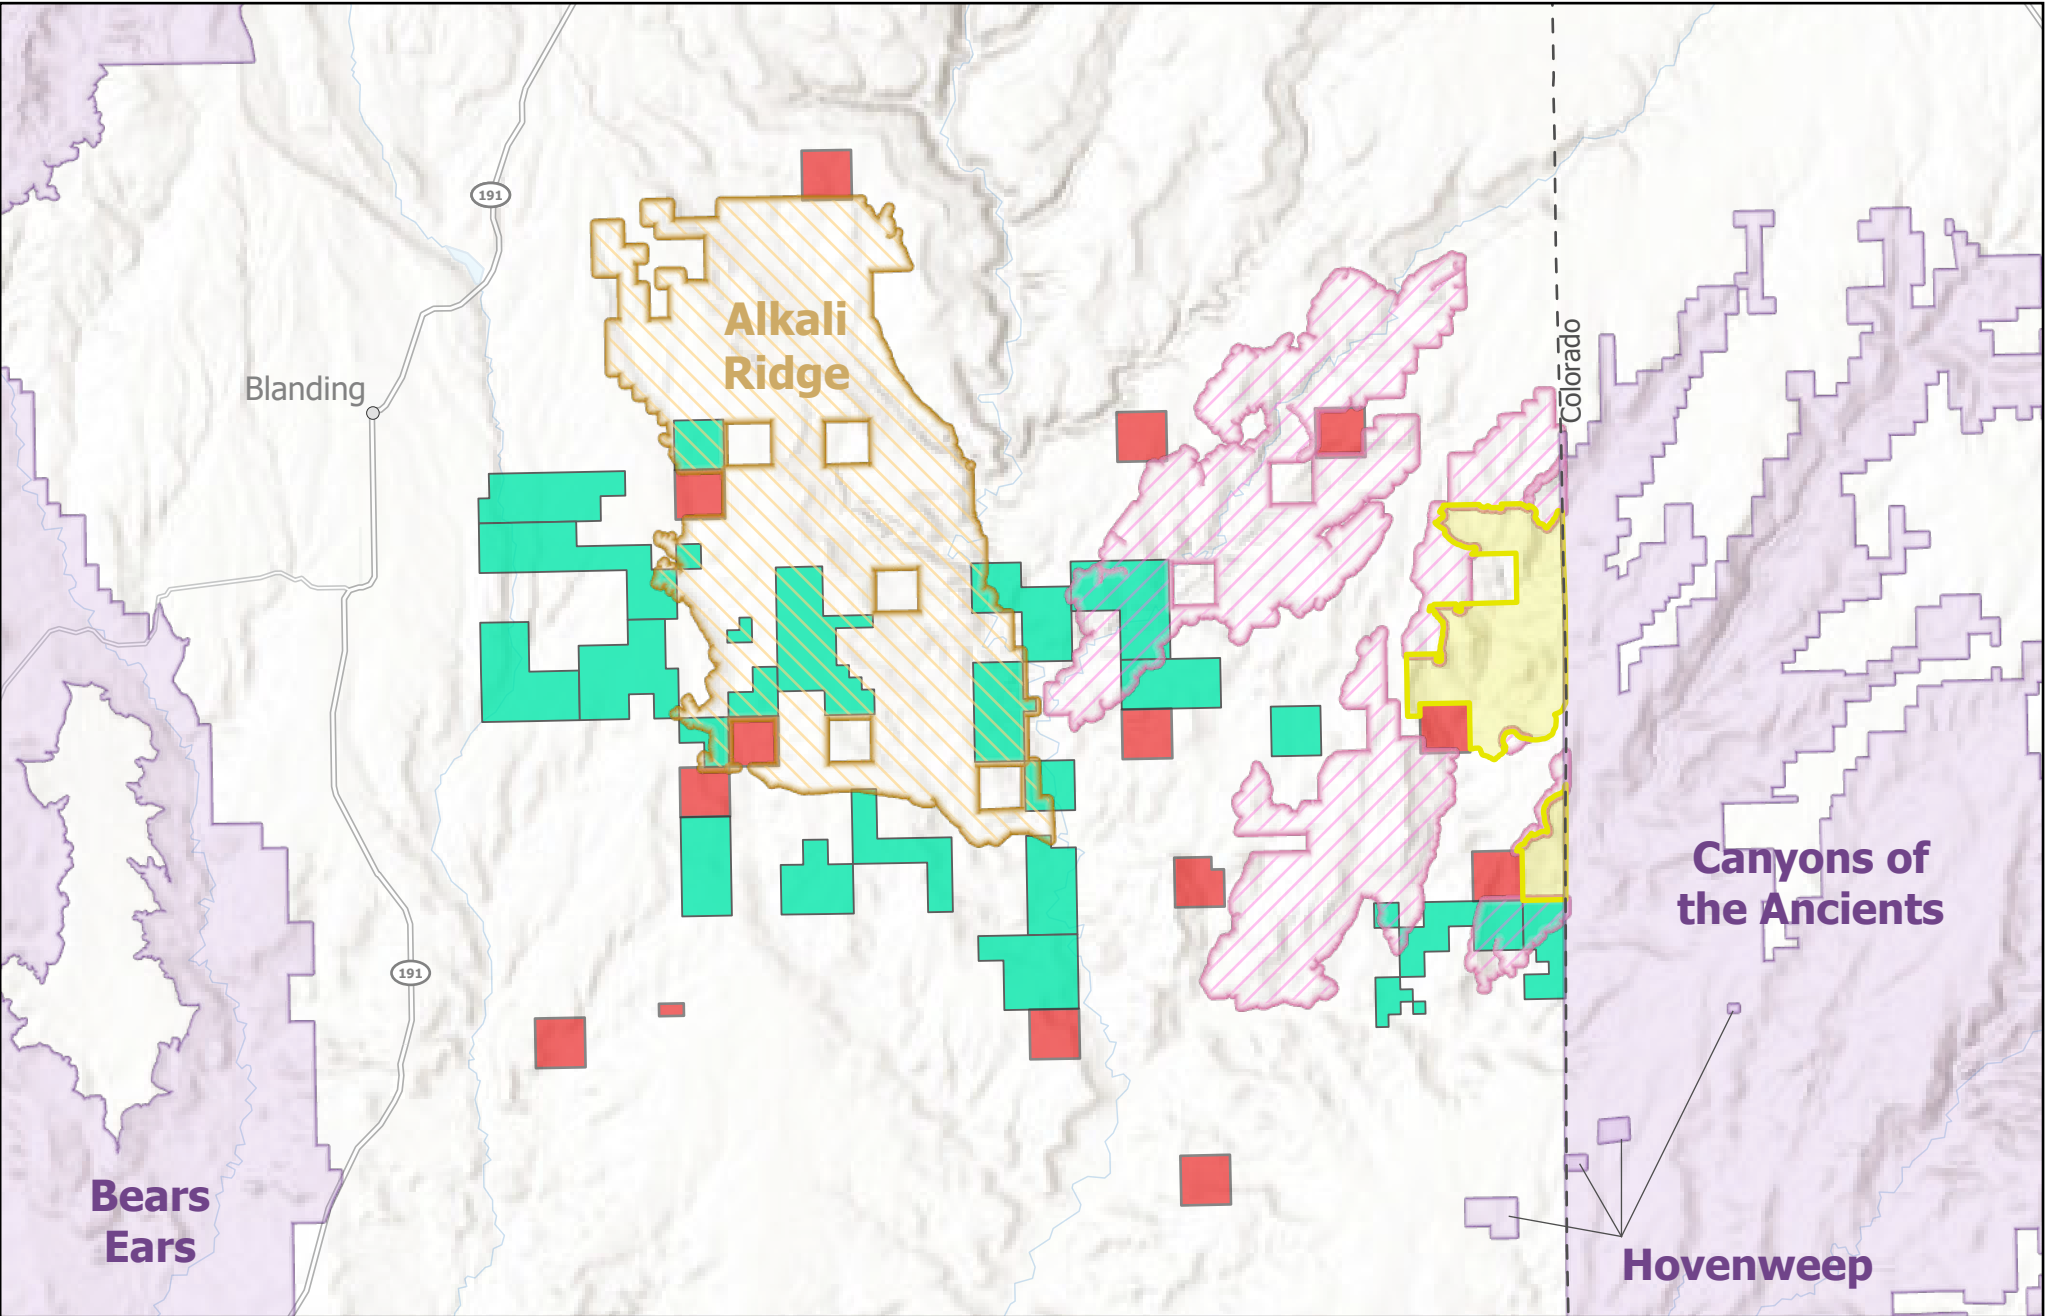 191
Alkali
Ridge
Blanding
Colorado
Canyons of
the Ancients
191
Bears
Ears
Hovenweep